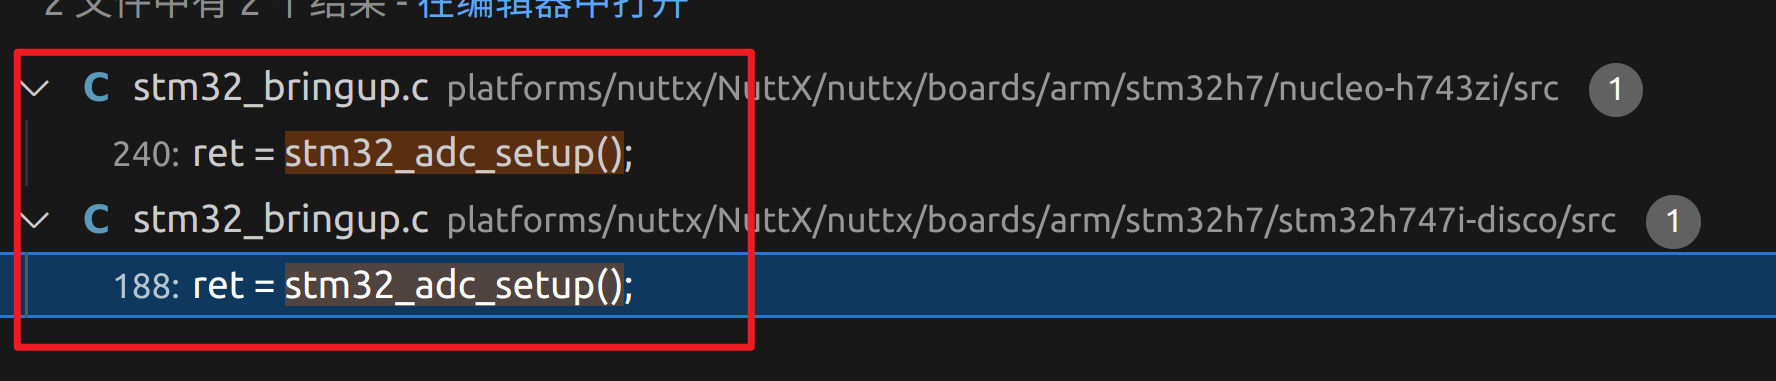 2 文件中有 2 个结果 - 在编辑器中打开
C stm32_bringup.c platforms/nuttx/NuttX/nuttx/boards/arm/stm32h7/nucleo-h743zi/src 1
240: ret = stm32_adc_setup();
C stm32_bringup.c platforms/nuttx/NuttX/nuttx/boards/arm/stm32h7/stm32h747i-disco/src 1
188: ret = stm32_adc_setup();